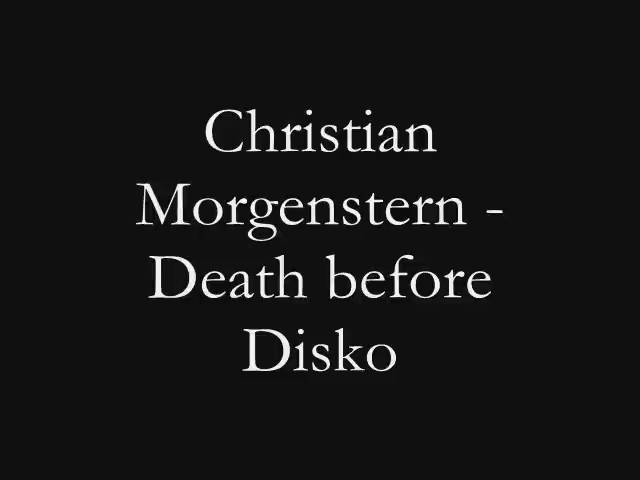 Christian
Morgenstern -
Death before
Disko